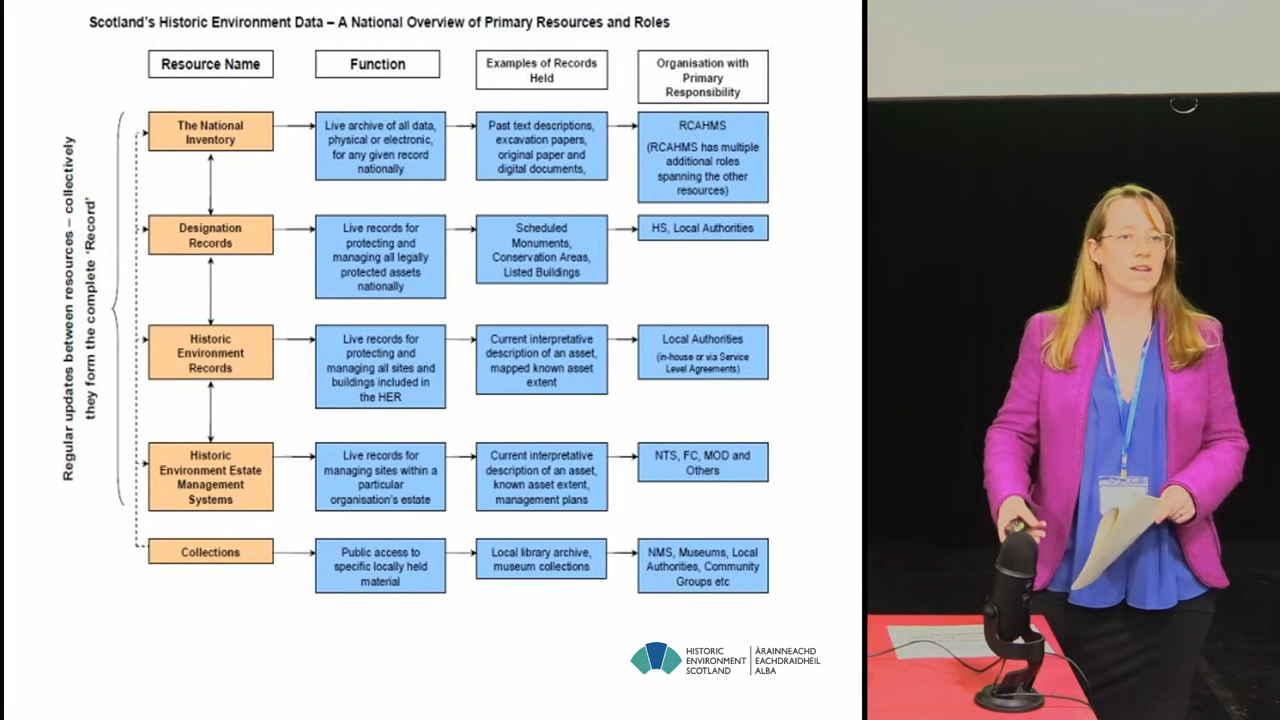 Scotland's Historic Environment Data – A National Overview of Primary Resources and Roles
Resource Name
Function
Examples of Records
Held
Organisation with
Primary
Responsibility
Regular updates between resources – collectively
they form the complete 'Record'
The National
Inventory
Live archive of all data,
physical or electronic,
for any given record
nationally
Past text descriptions,
excavation papers,
original paper and
digital documents,
RCAHMS
(RCAHMS has multiple
additional roles
spanning the other
resources)
Designation
Records
Live records for
protecting and
managing all legally
protected assets
nationally
Scheduled
Monuments,
Conservation Areas,
Listed Buildings
HS, Local Authorities
Historic
Environment
Records
Live records for
protecting and
managing all sites and
buildings included in
the HER
Current interpretative
description of an asset,
mapped known asset
extent
Local Authorities
(in-house or via Service
Level Agreements)
Historic
Environment Estate
Management
Systems
Live records for
managing sites within a
particular
organisation's estate
Current interpretative
description of an asset,
known asset extent,
management plans
NTS, FC, MOD and
Others
Collections
Public access to
specific locally held
material
Local library archive,
museum collections
NMS, Museums, Local
Authorities, Community
Groups etc
HISTORIC
ENVIRONMENT
SCOTLAND
ÀRAINNEACHD
EACHDRAIDHEIL
ALBA